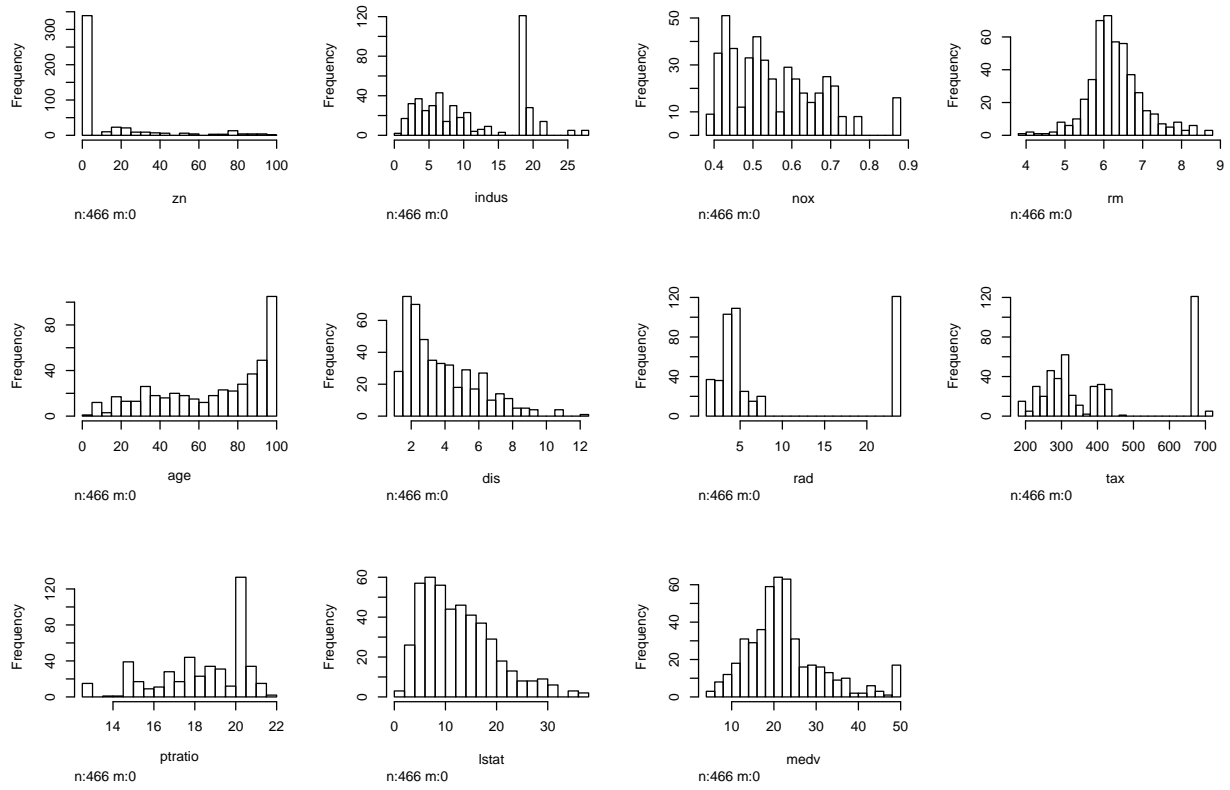 Frequency
0 100 200 300
0 20 40 60 80 100
zn
n:466 m:0
Frequency
0 40 80 120
0 5 10 15 20 25
indus
n:466 m:0
Frequency
0 10 30 50
0.4 0.5 0.6 0.7 0.8 0.9
nox
n:466 m:0
Frequency
0 20 40 60
4 5 6 7 8 9
rm
n:466 m:0
Frequency
0 40 80
0 20 40 60 80 100
age
n:466 m:0
Frequency
0 20 40 60
2 4 6 8 10 12
dis
n:466 m:0
Frequency
0 40 80 120
5 10 15 20
rad
n:466 m:0
Frequency
0 40 80 120
200 300 400 500 600 700
tax
n:466 m:0
Frequency
0 40 80 120
14 16 18 20 22
ptratio
n:466 m:0
Frequency
0 20 40 60
0 10 20 30
lstat
n:466 m:0
Frequency
0 20 40 60
10 20 30 40 50
medv
n:466 m:0